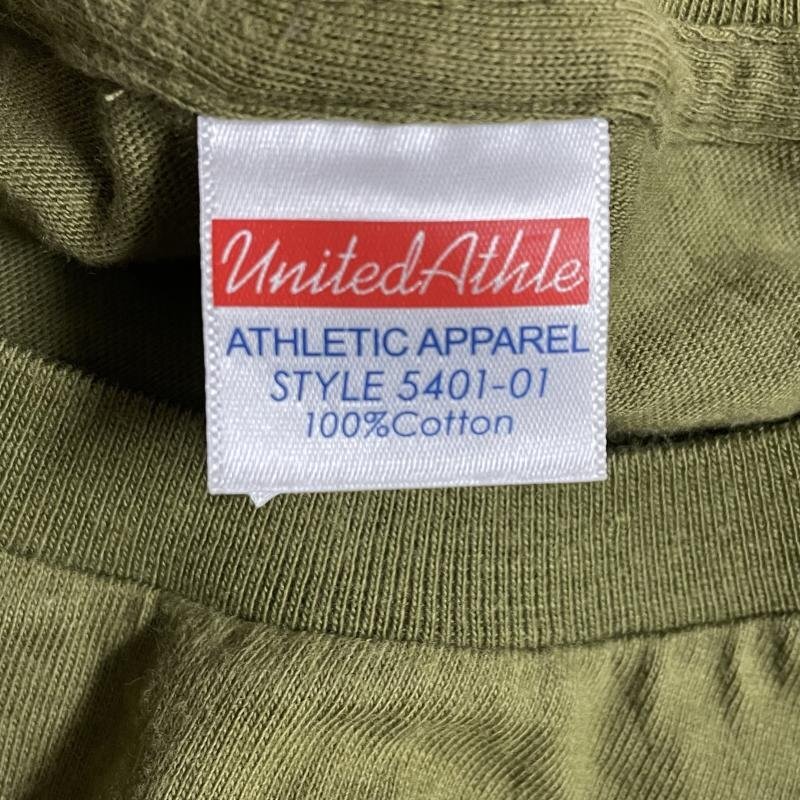 UnitedAthle
ATHLETIC APPAREL
STYLE 5401-01
100%Cotton